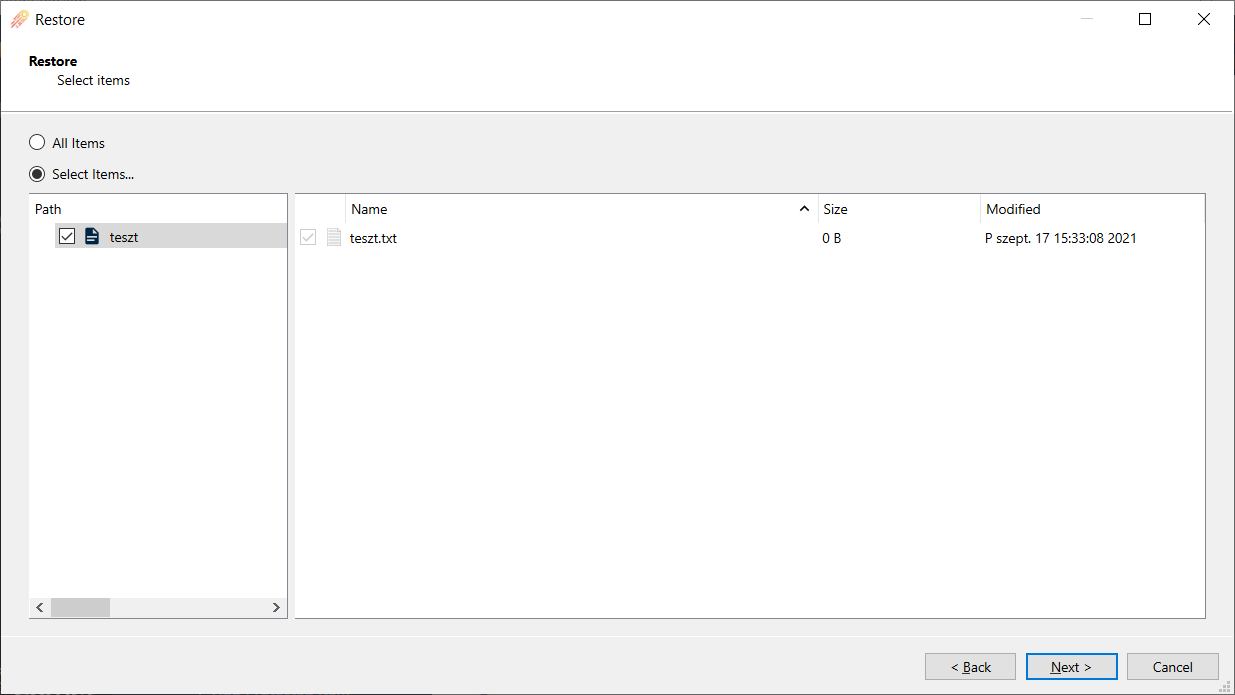 Restore
Restore
Select items
All Items
Select Items...
Path
Name Size Modified
teszt
teszt.txt 0 B P szept. 17 15:33:08 2021
< Back Next > Cancel